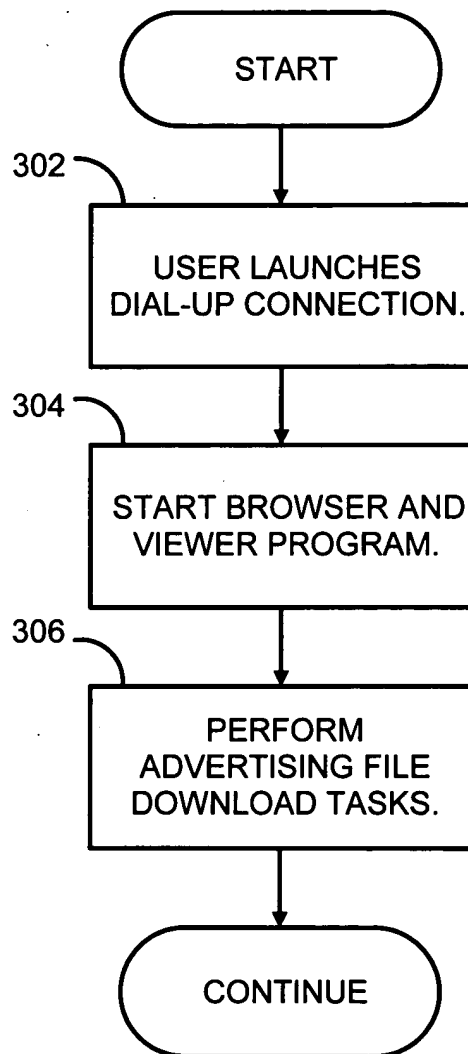 START
302
USER LAUNCHES
DIAL-UP CONNECTION.
304
START BROWSER AND
VIEWER PROGRAM.
306
PERFORM
ADVERTISING FILE
DOWNLOAD TASKS.
CONTINUE